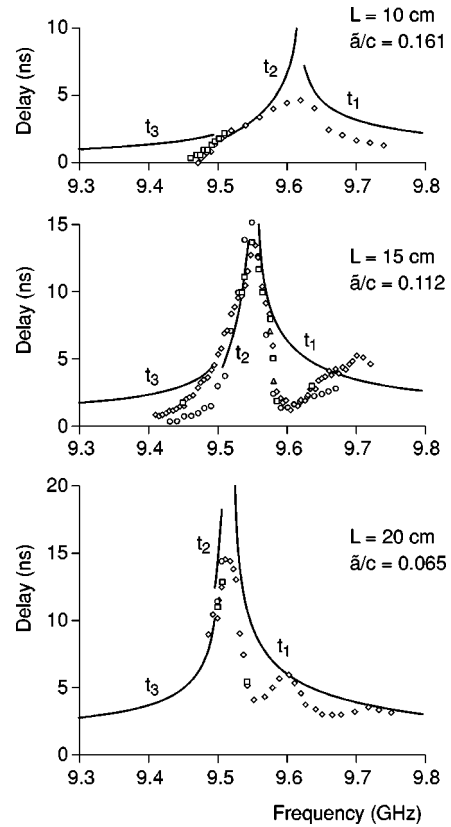 L = 10 cm
ã/c = 0.161
Delay (ns)
10
5
0
t3
t2
t1
9.3 9.4 9.5 9.6 9.7 9.8
L = 15 cm
ã/c = 0.112
Delay (ns)
15
10
5
0
t3
t2
t1
9.3 9.4 9.5 9.6 9.7 9.8
L = 20 cm
ã/c = 0.065
Delay (ns)
20
15
10
5
0
t3
t2
t1
9.3 9.4 9.5 9.6 9.7 9.8
Frequency (GHz)